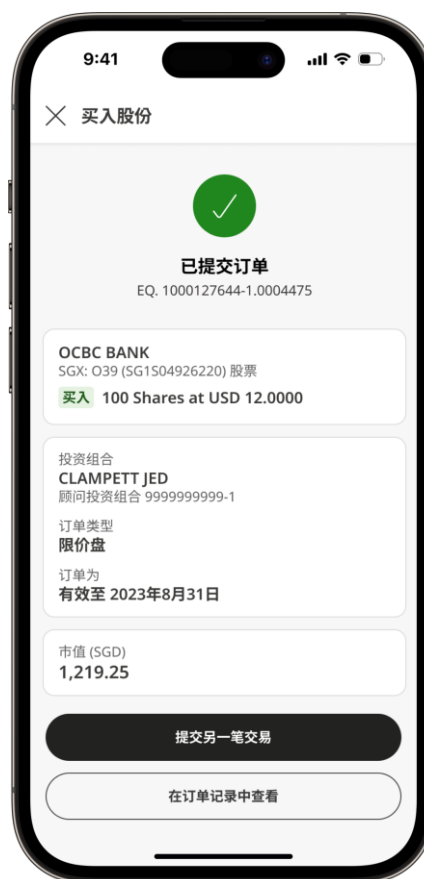 9:41
买入股份
已提交订单
EQ. 1000127644-1.0004475
OCBC BANK
SGX: O39 (SG1S04926220) 股票
买入 100 Shares at USD 12.0000
投资组合
CLAMPETT JED
顾问投资组合 9999999999-1
订单类型
限价盘
订单为
有效至 2023年8月31日
市值 (SGD)
1,219.25
提交另一笔交易
在订单记录中查看